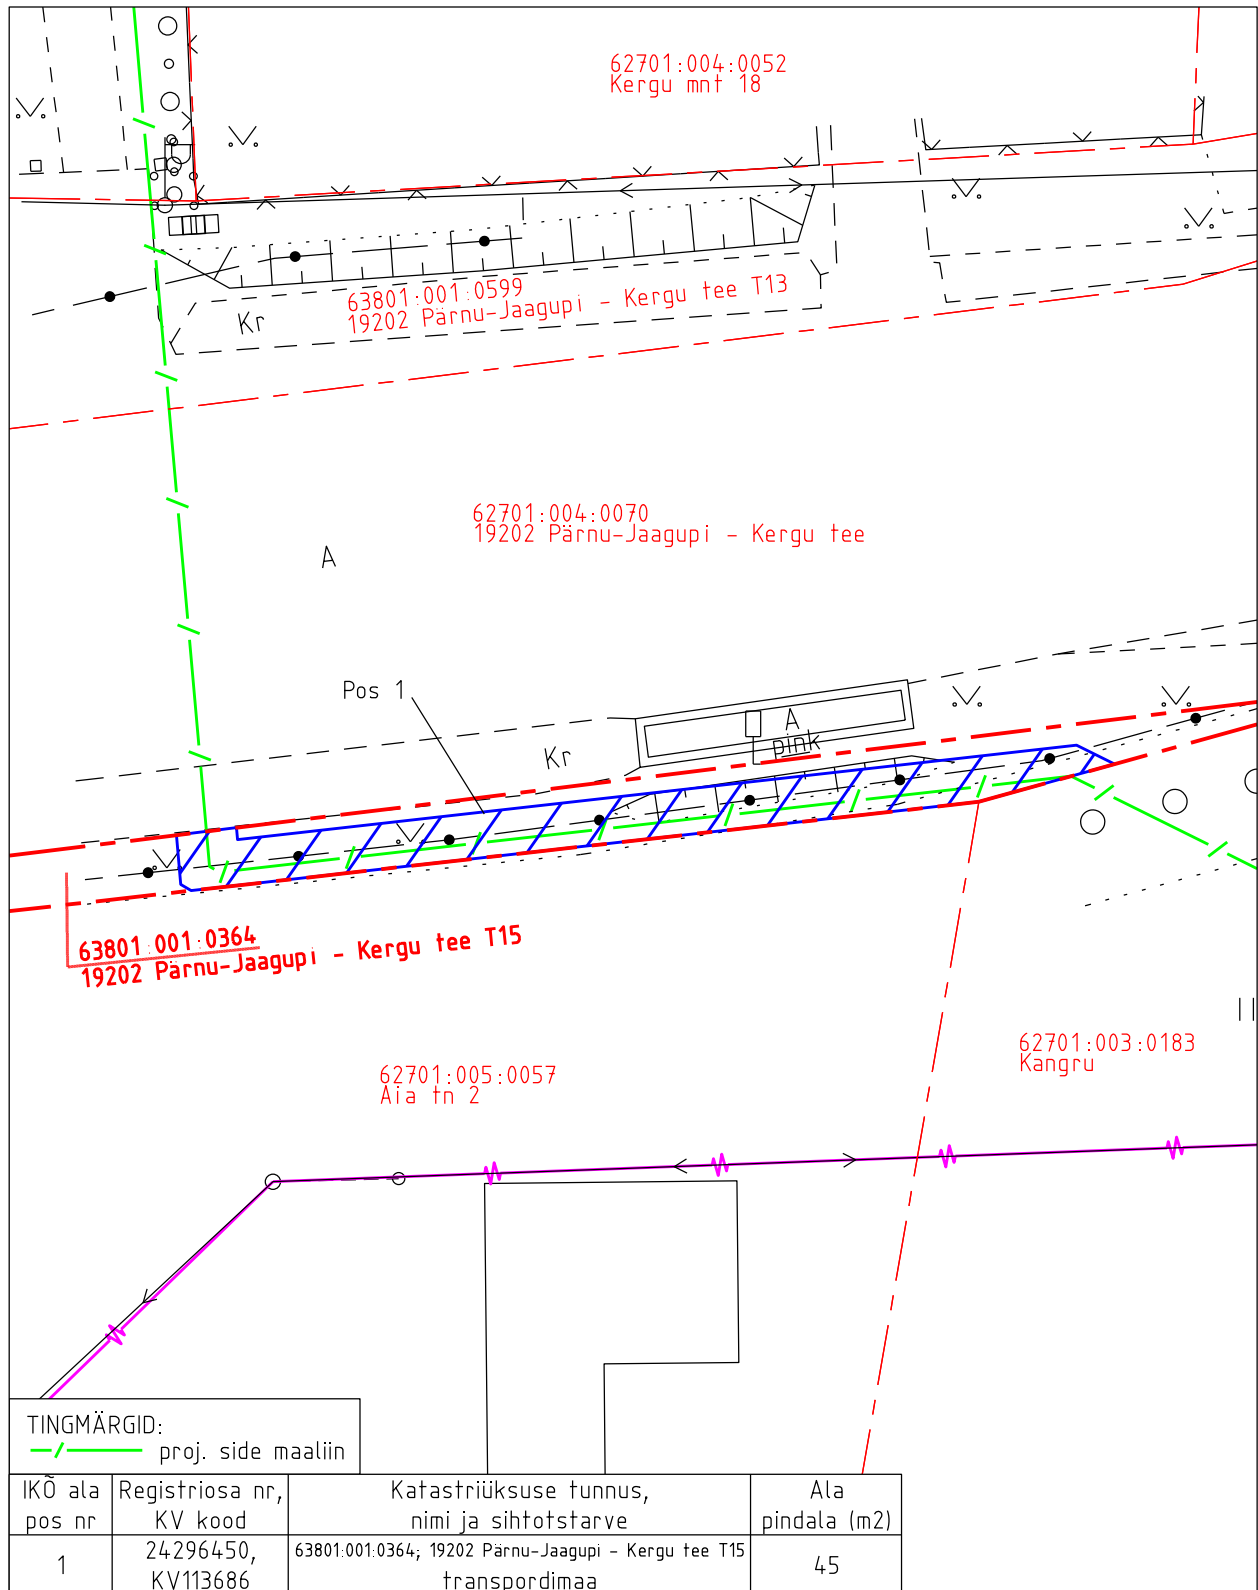 62701:004:0052
Kergu mnt 18
63801:001:0599
19202 Pärnu-Jaagupi - Kergu tee T13
Kr
62701:004:0070
19202 Pärnu-Jaagupi - Kergu tee
A
Pos 1
A
pink
Kr
63801:001:0364
19202 Pärnu-Jaagupi - Kergu tee T15
62701:003:0183
Kangru
62701:005:0057
Aia tn 2
TINGMÄRGID:
proj. side maaliin
IKÕ ala
pos nr
Registriosa nr,
KV kood
Katastriüksuse tunnus,
nimi ja sihtotstarve
Ala
pindala (m2)
1
24296450,
KV113686
63801:001:0364; 19202 Pärnu-Jaagupi - Kergu tee T15
transpordimaa
45